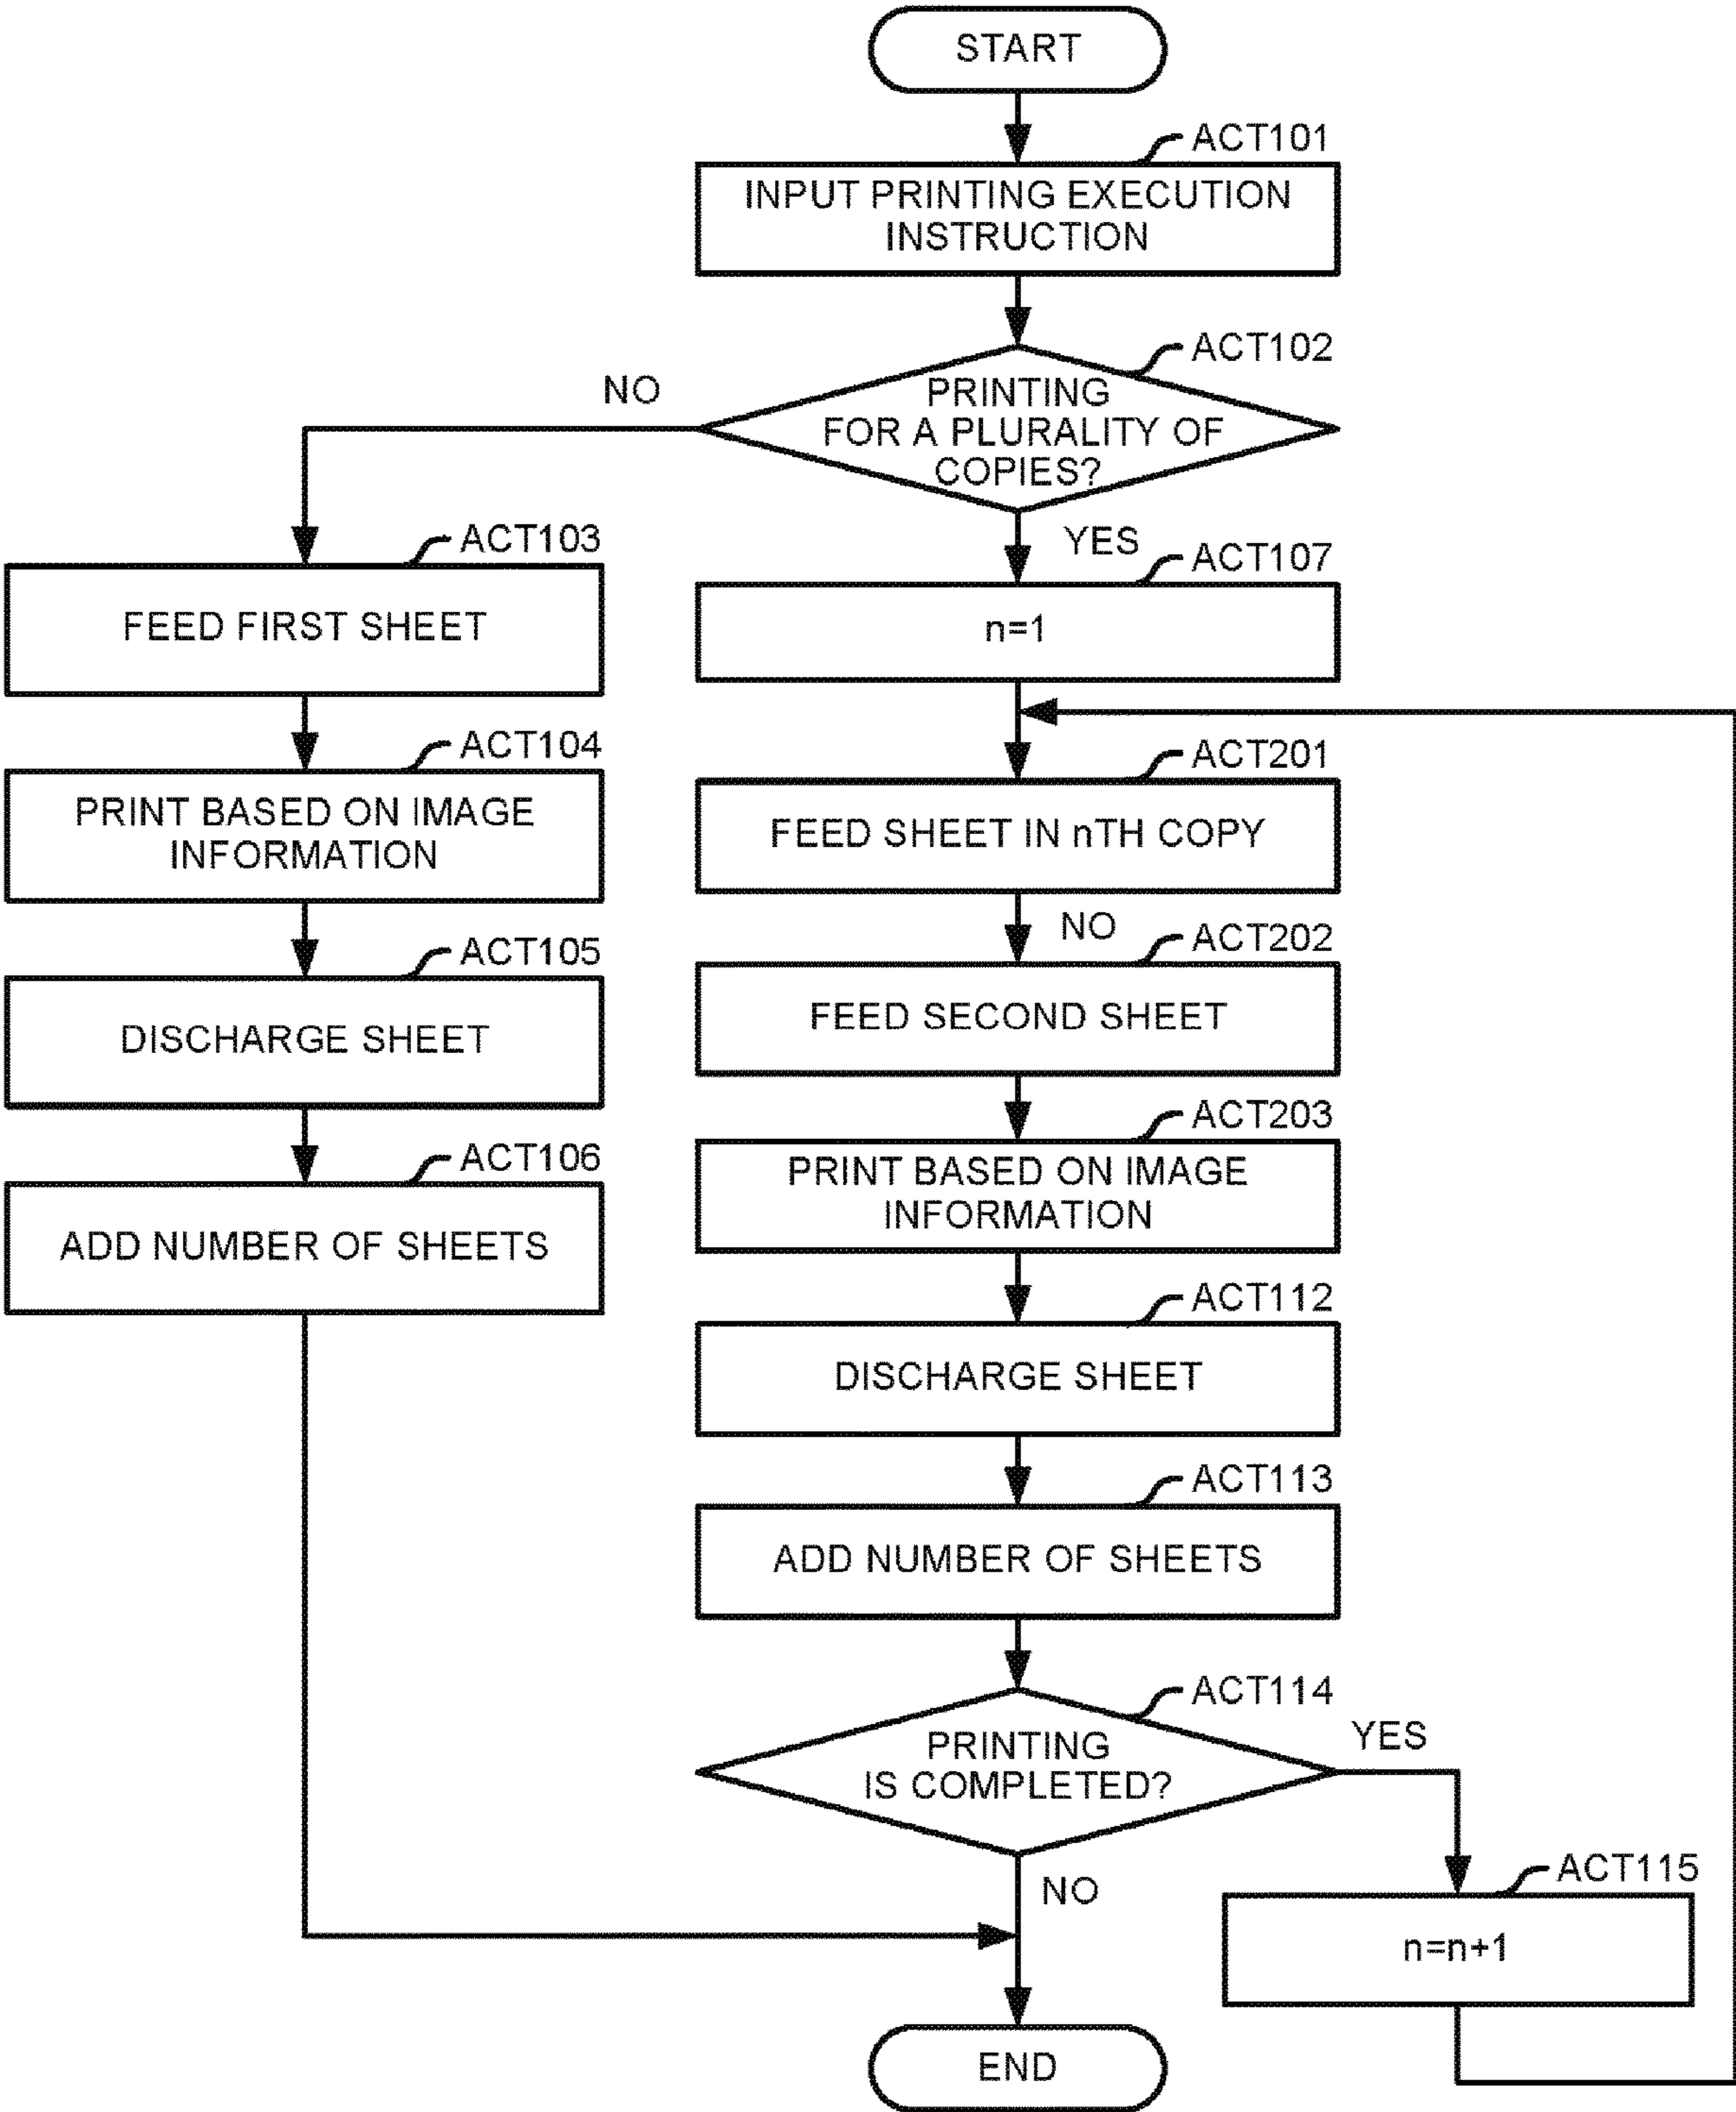 START
ACT101
INPUT PRINTING EXECUTION
INSTRUCTION
ACT102
PRINTING
FOR A PLURALITY OF
COPIES?
NO
YES
ACT103
FEED FIRST SHEET
ACT104
PRINT BASED ON IMAGE
INFORMATION
ACT105
DISCHARGE SHEET
ACT106
ADD NUMBER OF SHEETS
ACT107
n=1
ACT201
FEED SHEET IN nTH COPY
NO
ACT202
FEED SECOND SHEET
ACT203
PRINT BASED ON IMAGE
INFORMATION
ACT112
DISCHARGE SHEET
ACT113
ADD NUMBER OF SHEETS
ACT114
PRINTING
IS COMPLETED?
YES
NO
ACT115
n=n+1
END